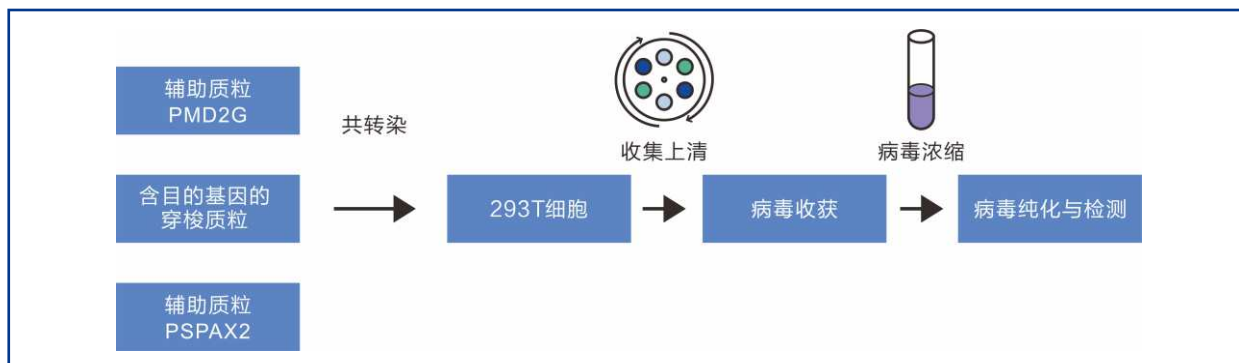 辅助质粒
PMD2G
共转染
含目的基因的
穿梭质粒
辅助质粒
PSPAX2
293T细胞
收集上清
病毒收获
病毒浓缩
病毒纯化与检测